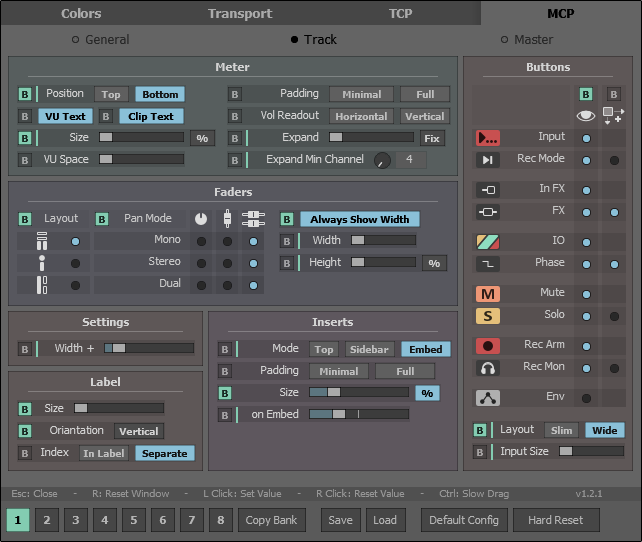 Colors Transport TCP MCP
General Track Master
Meter
B Position Top Bottom
B VU Text B Clip Text
B Size %
B VU Space
B Padding Minimal Full
B Vol Readout Horizontal Vertical
B Expand Fix
B Expand Min Channel 4
Faders
B Layout B Pan Mode
Mono
Stereo
Dual
B Always Show Width
B Width
B Height %
Settings
B Width +
Label
B Size
B Oriantation Vertical
B Index In Label Separate
Inserts
B Mode Top Sidebar Embed
B Padding Minimal Full
B Size %
B on Embed
Buttons
B B
Input
Rec Mode
In FX
FX
IO
Phase
M Mute
S Solo
Rec Arm
Rec Mon
Env
B Layout Slim Wide
B Input Size
Esc: Close - R: Reset Window - L Click: Set Value - R Click: Reset Value - Ctrl: Slow Drag v1.2.1
1 2 3 4 5 6 7 8 Copy Bank Save Load Default Config Hard Reset